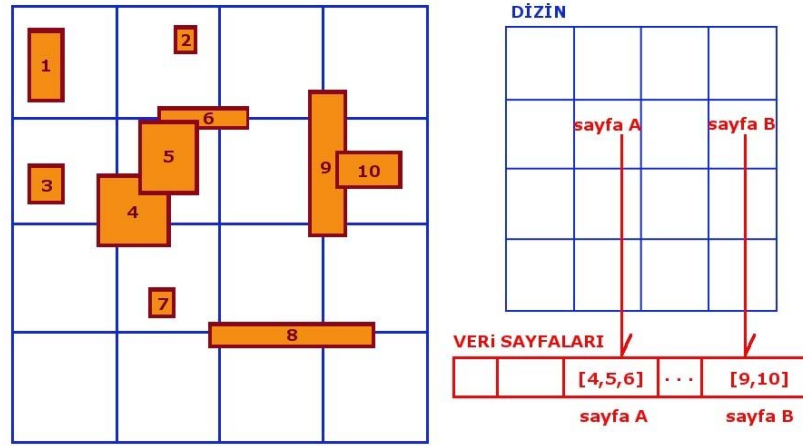 1
2
3
4
5
6
7
8
9
10
DİZİN
sayfa A
sayfa B
VERİ SAYFALARI
[4,5,6]
...
[9,10]
sayfa A
sayfa B